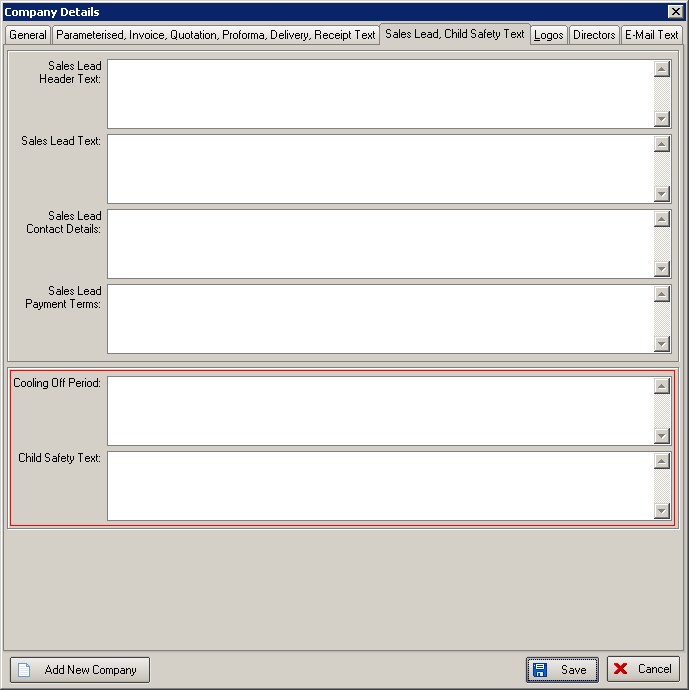 Company Details
General Parameterised, Invoice, Quotation, Proforma, Delivery, Receipt Text Sales Lead, Child Safety Text Logos Directors E-Mail Text
Sales Lead
Header Text:
Sales Lead Text:
Sales Lead
Contact Details:
Sales Lead
Payment Terms:
Cooling Off Period:
Child Safety Text:
Add New Company Save Cancel